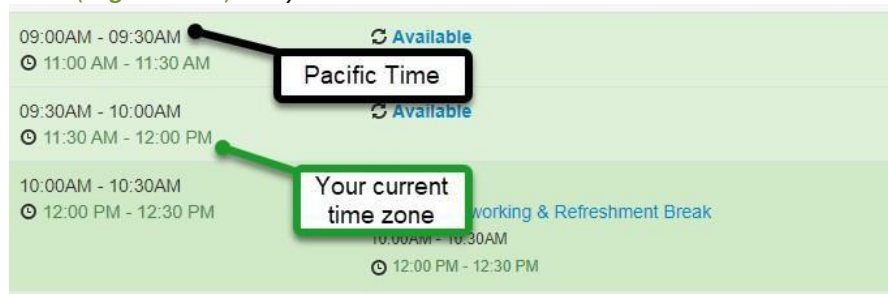 09:00AM - 09:30AM Available
11:00 AM - 11:30 AM
Pacific Time
09:30AM - 10:00AM Available
11:30 AM - 12:00 PM
10:00AM - 10:30AM
12:00 PM - 12:30 PM
Your current
time zone
& Refreshment Break
10:00AM - 10:30AM
12:00 PM - 12:30 PM